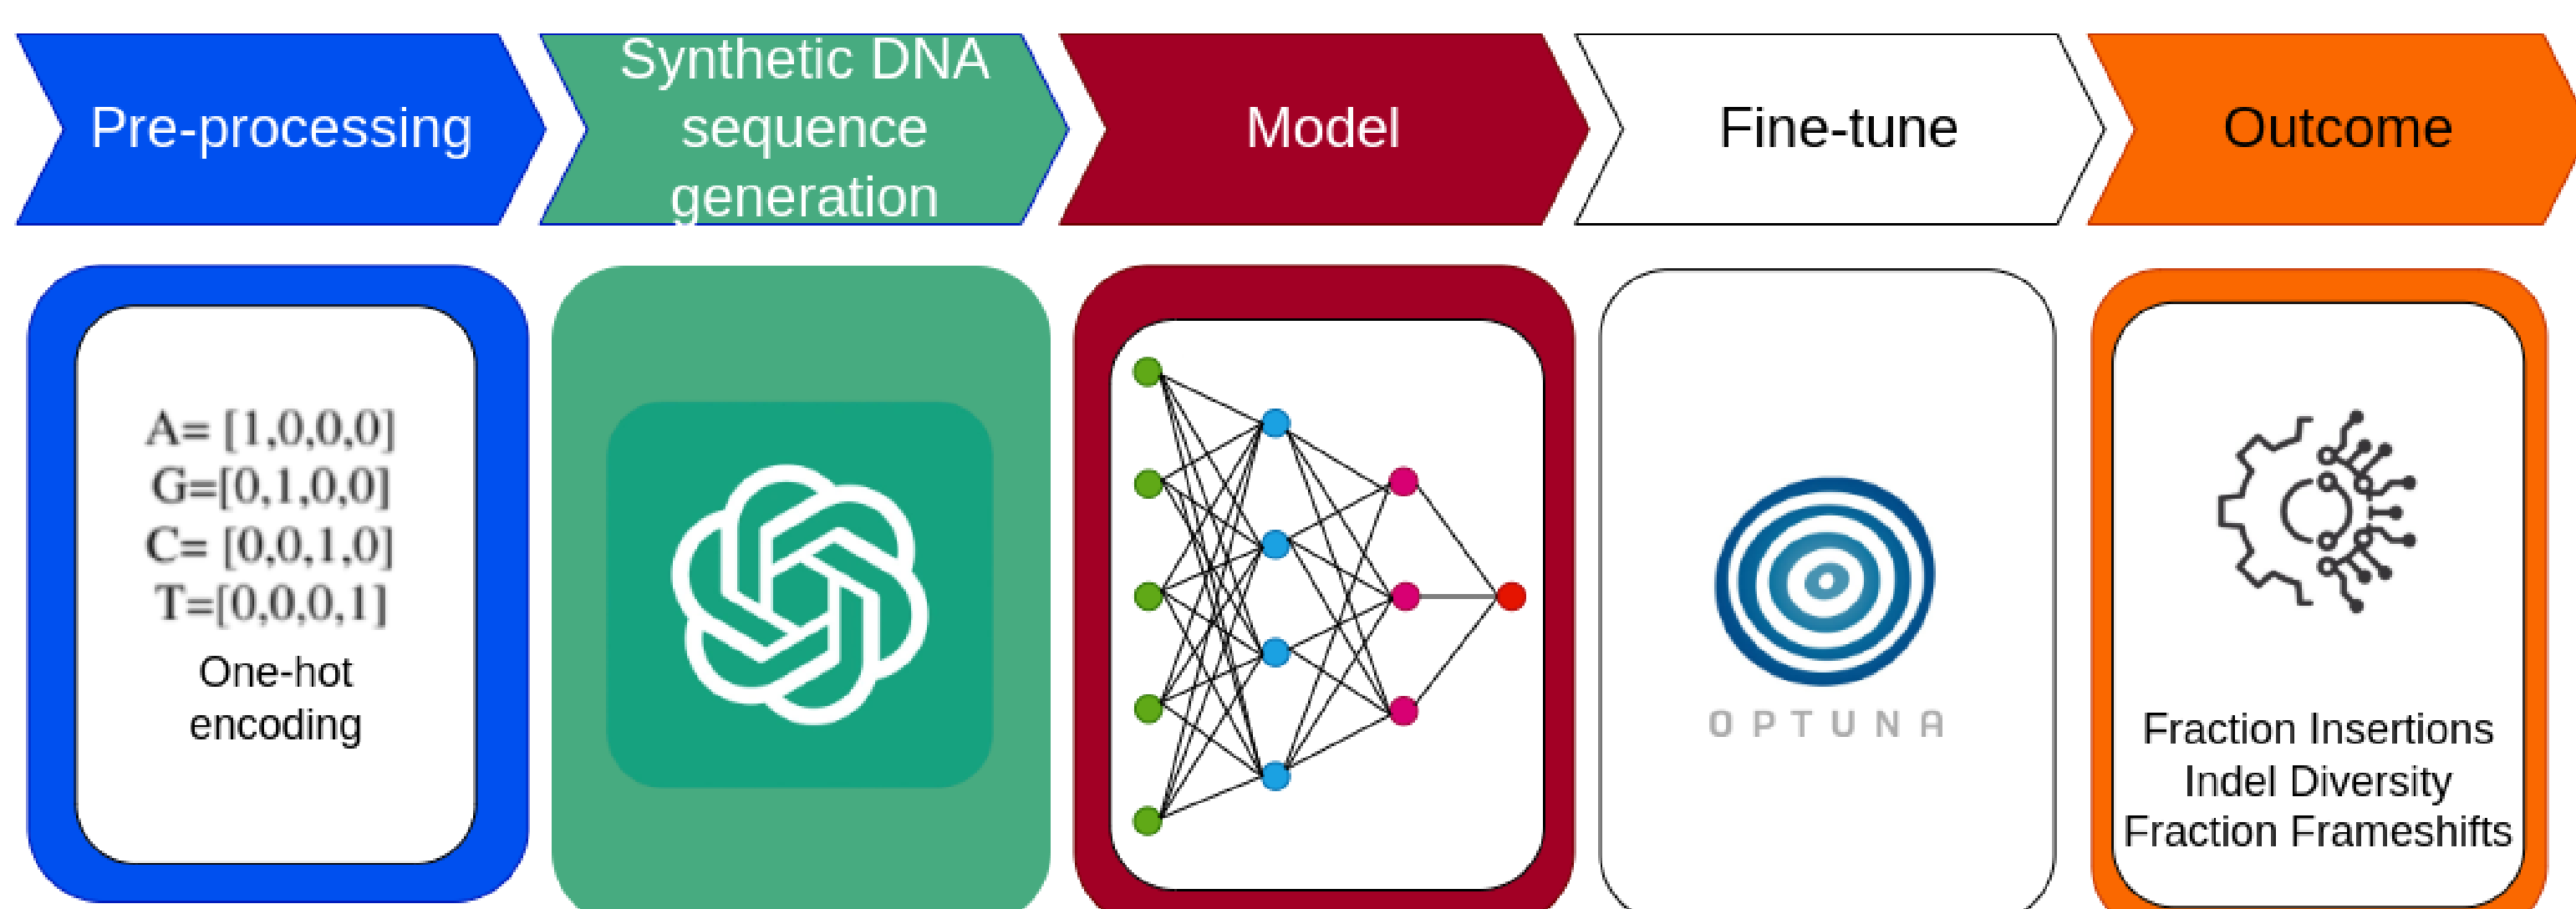 Pre-processing
Synthetic DNA
sequence
generation
Model
Fine-tune
Outcome
A= [1,0,0,0]
G=[0,1,0,0]
C= [0,0,1,0]
T=[0,0,0,1]
One-hot
encoding
OPTUNA
Fraction Insertions
Indel Diversity
Fraction Frameshifts